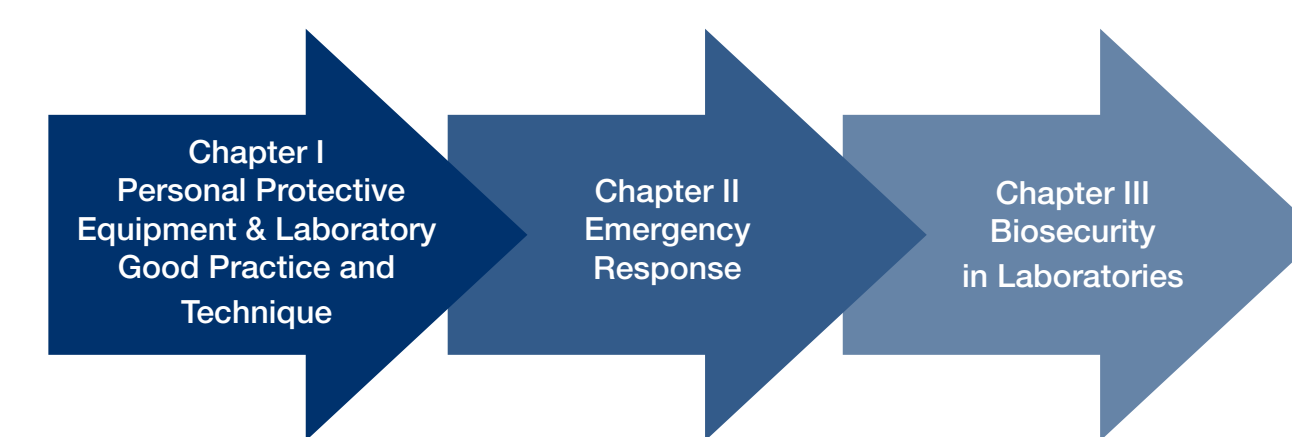 Chapter I
Personal Protective
Equipment & Laboratory
Good Practice and
Technique
Chapter II
Emergency
Response
Chapter III
Biosecurity
in Laboratories